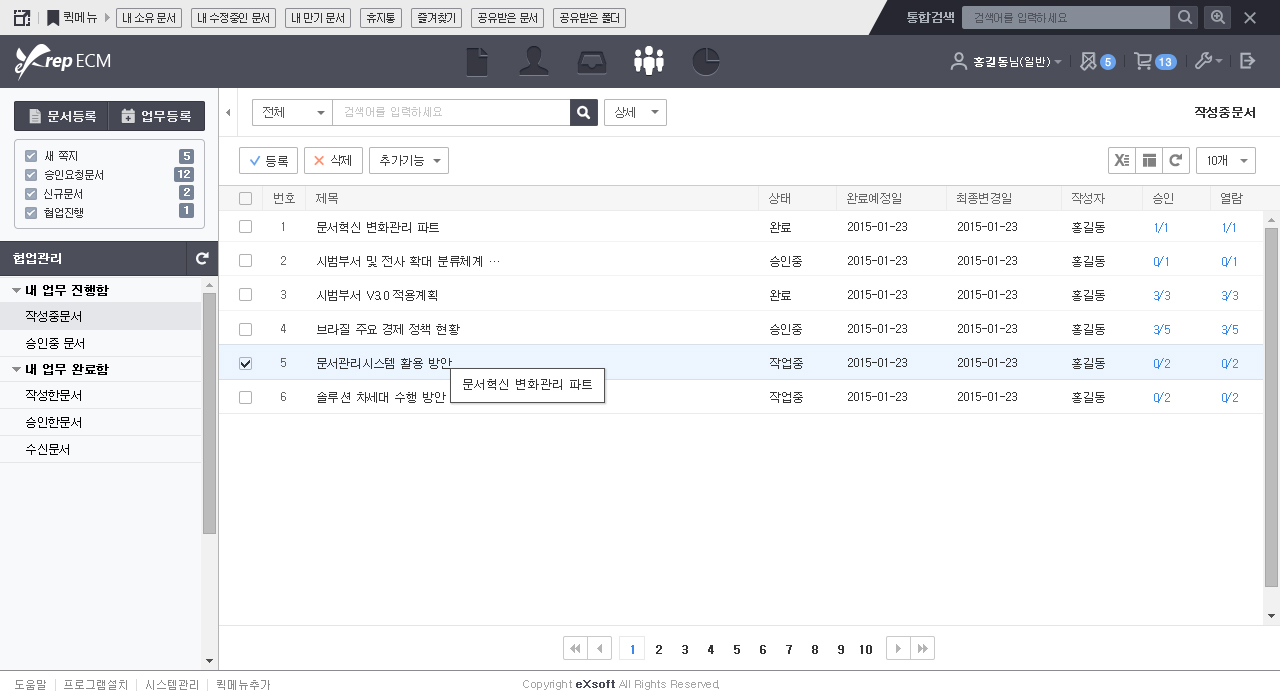 퀵메뉴 내 소유 문서 내 수정중인 문서 내 만기 문서 휴지통 즐겨찾기 공유받은 문서 공유받은 폴더 통합검색 검색어를 입력하세요
Xrep ECM 홍길동님(일반) 5 13
문서등록 업무등록
새 쪽지 5
승인요청문서 12
신규문서 2
협업진행 1
협업관리
내 업무 진행함
작성중문서
승인중 문서
내 업무 완료함
작성한문서
승인한문서
수신문서
전체 검색어를 입력하세요 상세 작성중문서
등록 삭제 추가기능 10개
번호 제목 상태 완료예정일 최종변경일 작성자 승인 열람
1 문서혁신 변화관리 파트 완료 2015-01-23 2015-01-23 홍길동 1/1 1/1
2 시범부서 및 전사 확대 분류체계 ··· 승인중 2015-01-23 2015-01-23 홍길동 0/1 0/1
3 시범부서 V3.0 적용계획 완료 2015-01-23 2015-01-23 홍길동 3/3 3/3
4 브라질 주요 경제 정책 현황 승인중 2015-01-23 2015-01-23 홍길동 3/5 3/5
5 문서관리시스템 활용 방안 작업중 2015-01-23 2015-01-23 홍길동 0/2 0/2
문서혁신 변화관리 파트
6 솔루션 차세대 수행 방안 작업중 2015-01-23 2015-01-23 홍길동 0/2 0/2
1 2 3 4 5 6 7 8 9 10
도움말 프로그램설치 시스템관리 퀵메뉴추가 Copyright eXsoft All Rights Reserved.